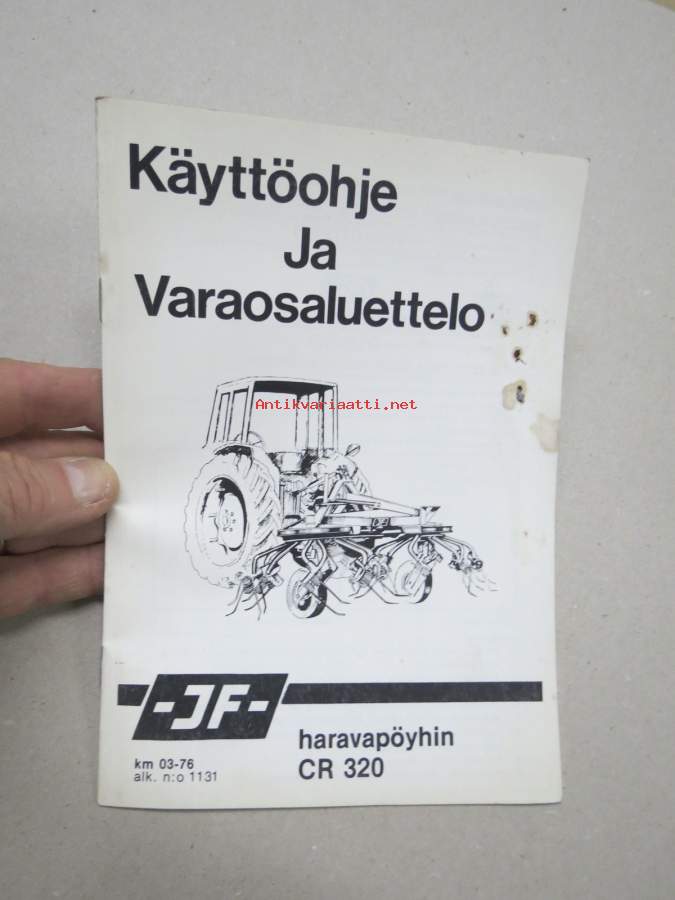 Käyttöohje
Ja
Varaosaluettelo
Antikvariaatti.net
-JF-
haravapöyhin
CR 320
km 03-76
alk. n:o 1131